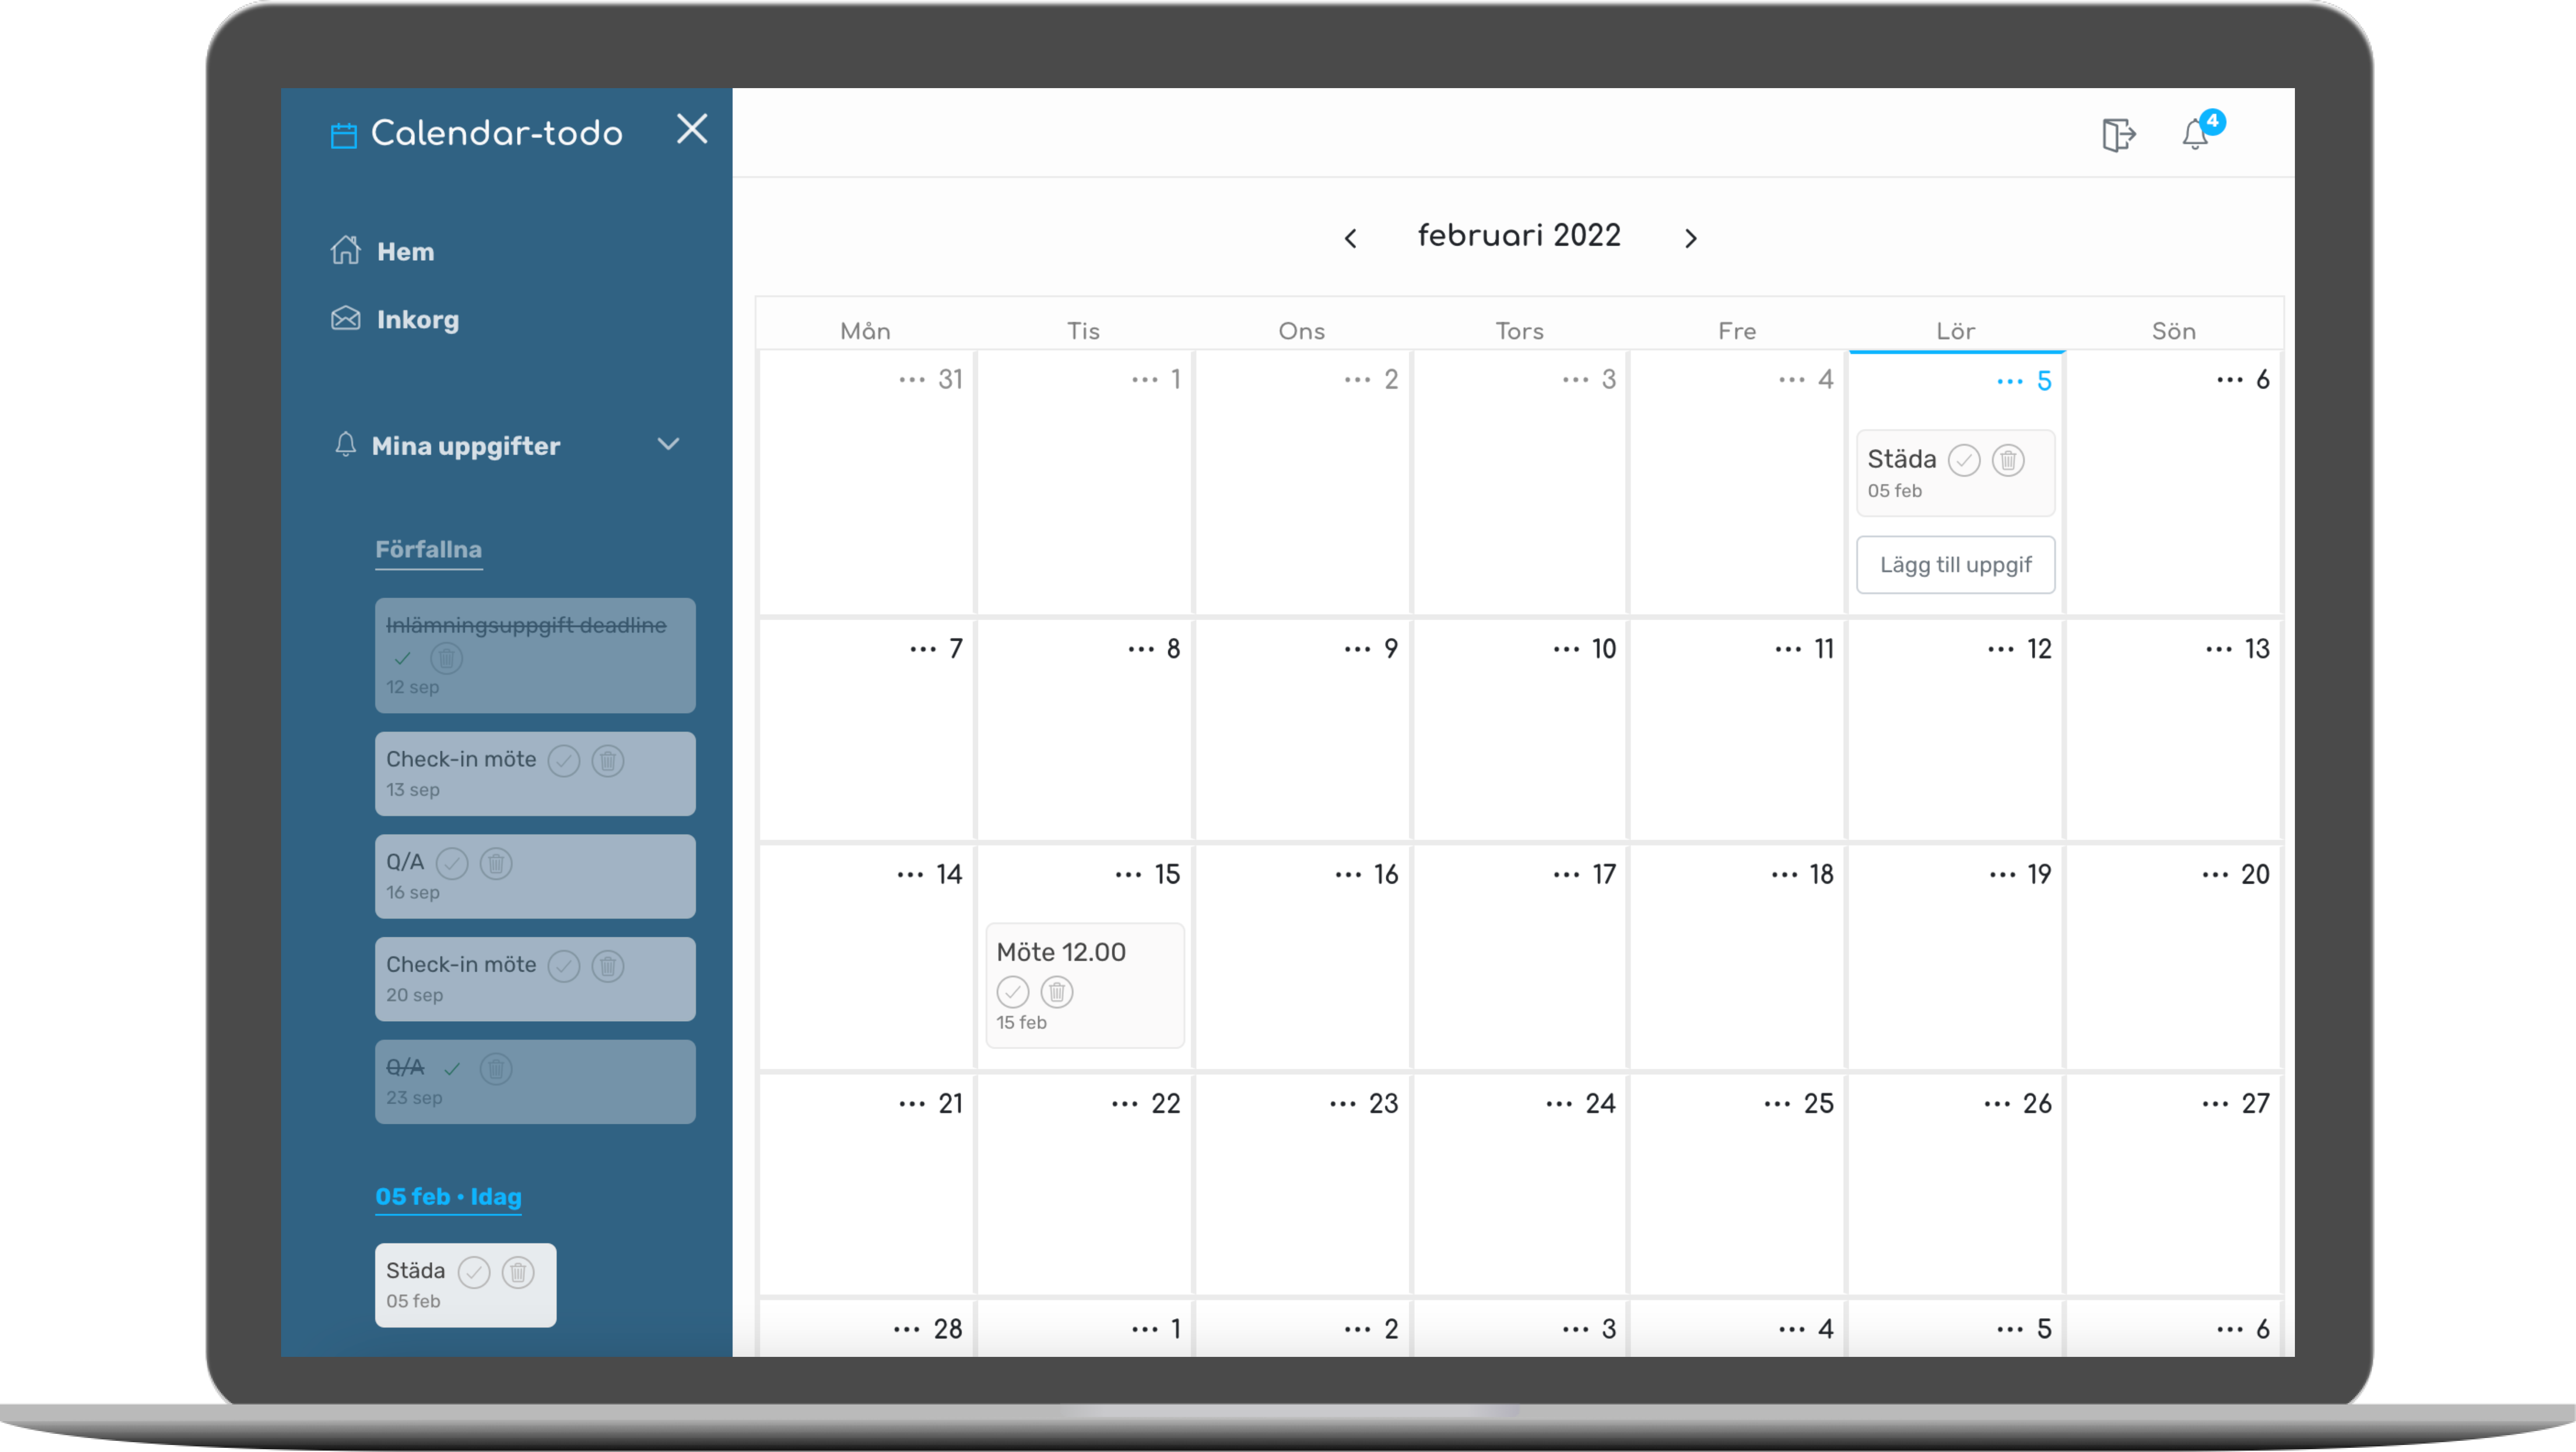 Calendar-todo
Hem
Inkorg
Mina uppgifter
Förfallna
Inlämningsuppgift deadline
12 sep
Check-in möte
13 sep
Q/A
16 sep
Check-in möte
20 sep
Q/A
23 sep
05 feb • Idag
Städa
05 feb
4
februari 2022
Mån Tis Ons Tors Fre Lör Sön
... 31 ... 1 ... 2 ... 3 ... 4 ... 5 ... 6
Städa
05 feb
Lägg till uppgif
... 7 ... 8 ... 9 ... 10 ... 11 ... 12 ... 13
... 14 ... 15 ... 16 ... 17 ... 18 ... 19 ... 20
Möte 12.00
15 feb
... 21 ... 22 ... 23 ... 24 ... 25 ... 26 ... 27
... 28 ... 1 ... 2 ... 3 ... 4 ... 5 ... 6